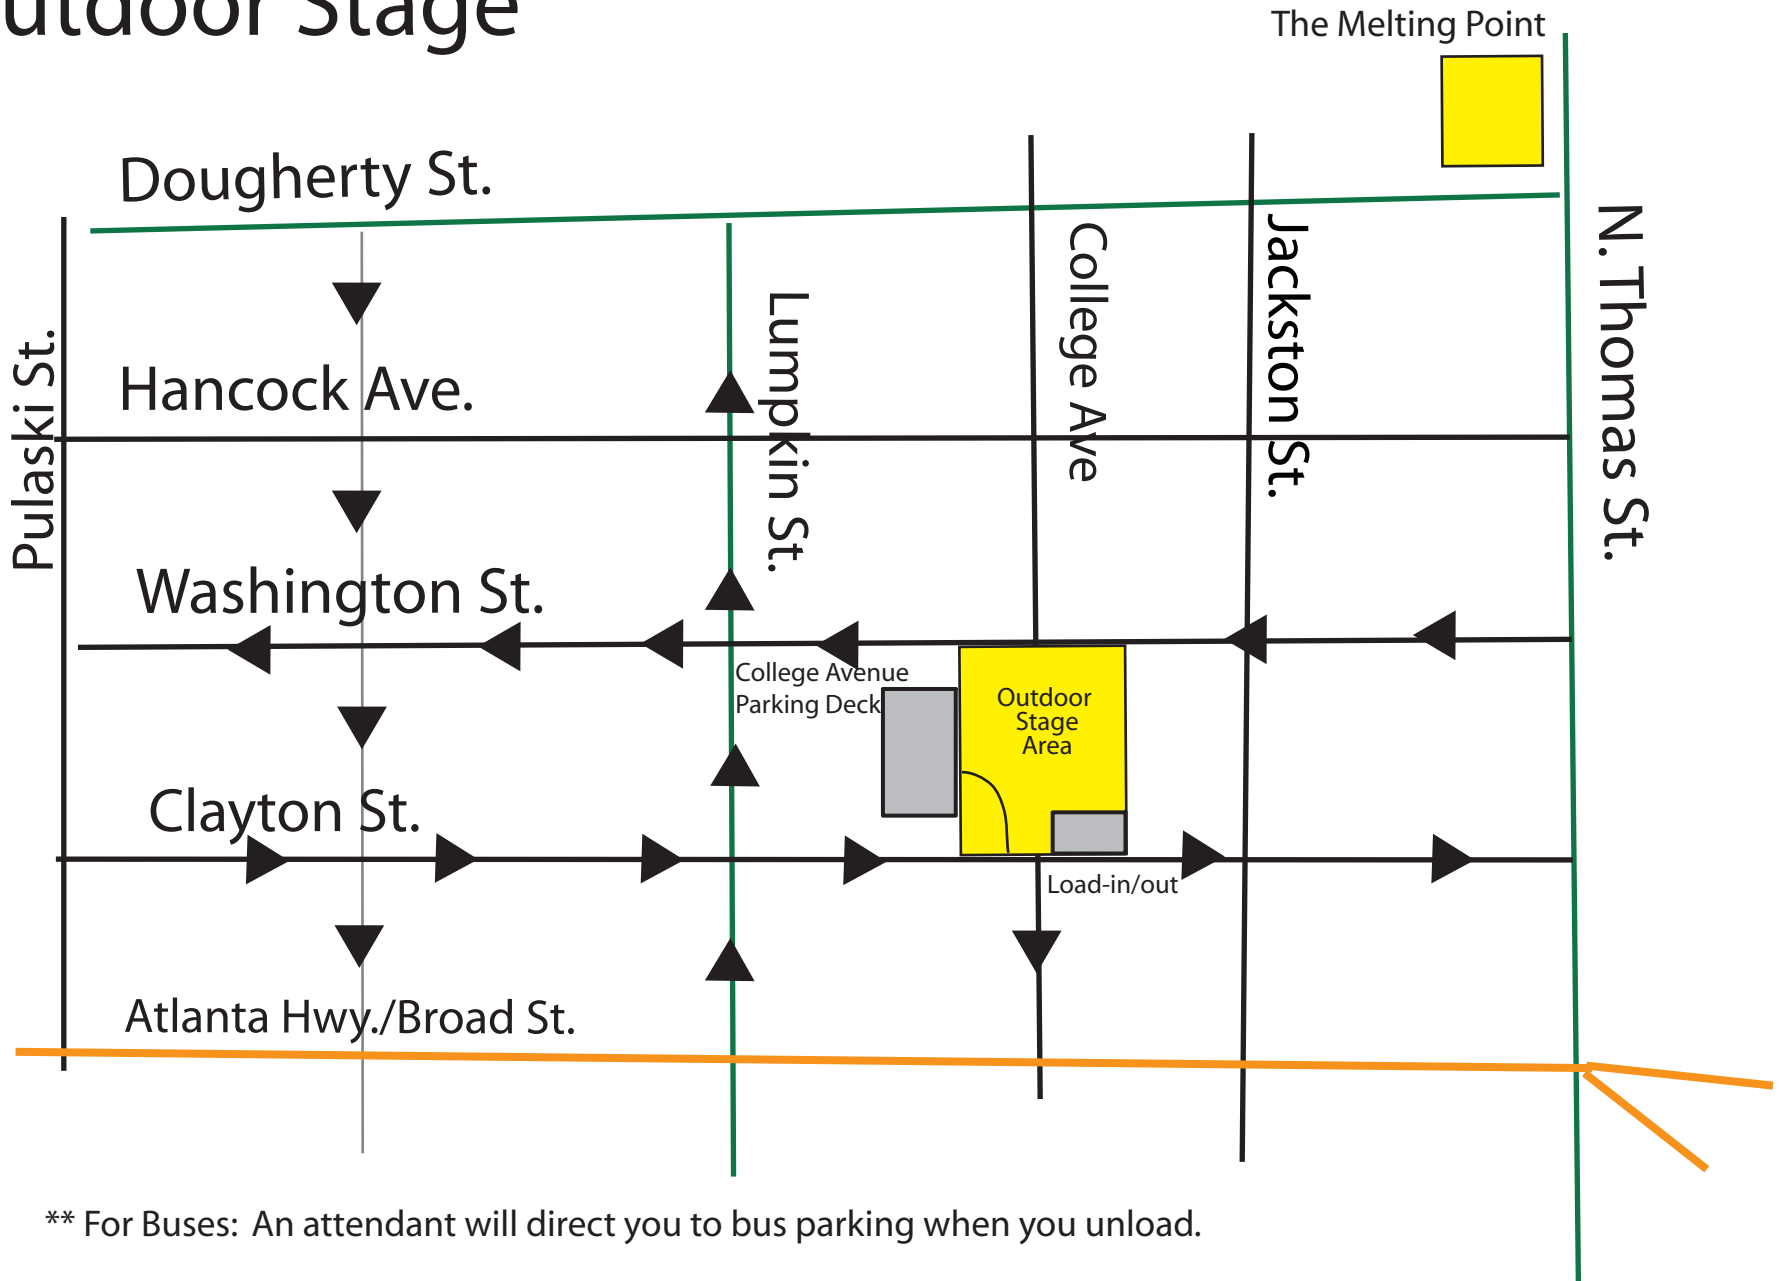 utdoor Stage
The Melting Point
Dougherty St.
Pulaski St.
Hancock Ave.
Lumpkin St.
College Ave
Jackston St.
N. Thomas St.
Washington St.
College Avenue
Parking Deck
Outdoor
Stage
Area
Clayton St.
Load-in/out
Atlanta Hwy./Broad St.
** For Buses: An attendant will direct you to bus parking when you unload.